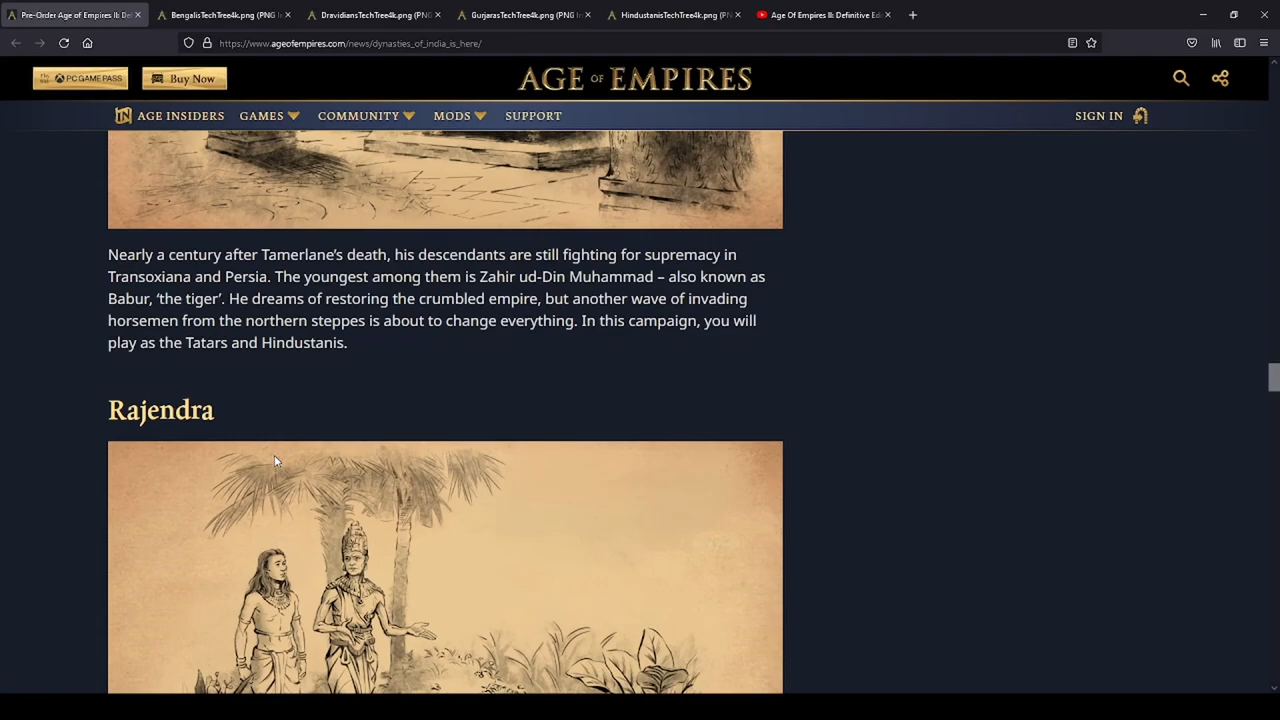 Pre-Order Age of Empires II: Def
BengalisTechTree4k.png (PNG I
DravidiansTechTree4k.png (PNG
GurjarasTechTree4k.png (PNG In
HindustanisTechTree4k.png (PN
Age Of Empires II: Definitive Ed
https://www.ageofempires.com/news/dynasties_of_india_is_here/
PC GAME PASS
Buy Now
AGE OF EMPIRES
IN AGE INSIDERS
GAMES
COMMUNITY
MODS
SUPPORT
SIGN IN
Nearly a century after Tamerlane’s death, his descendants are still fighting for supremacy in
Transoxiana and Persia. The youngest among them is Zahir ud-Din Muhammad – also known as
Babur, ‘the tiger’. He dreams of restoring the crumbled empire, but another wave of invading
horsemen from the northern steppes is about to change everything. In this campaign, you will
play as the Tatars and Hindustanis.
Rajendra